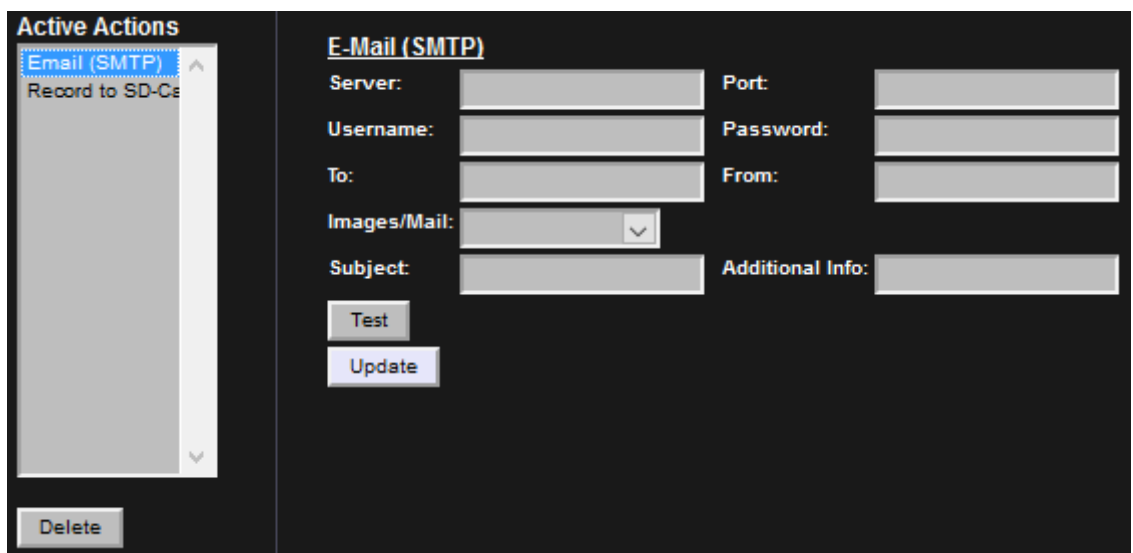 Active Actions
Email (SMTP)
Record to SD-Ca
Delete
E-Mail (SMTP)
Server:
Port:
Username:
Password:
To:
From:
Images/Mail:
Subject:
Additional Info:
Test
Update